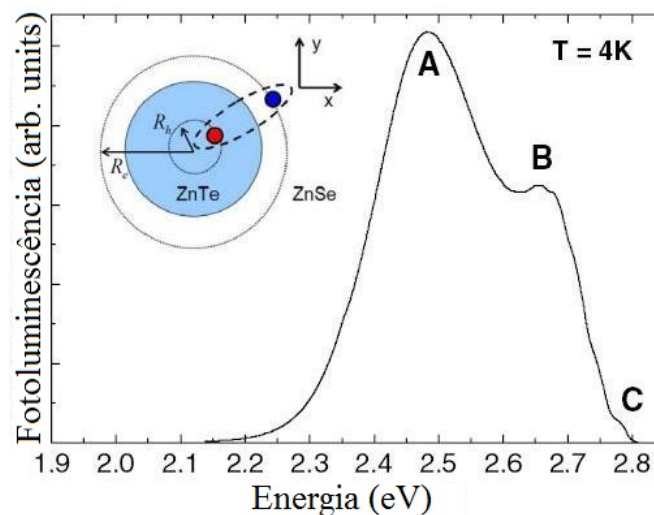 T = 4K
A
B
C
y
x
R_h
R_e
ZnTe
ZnSe
Fotoluminescência (arb. units)
1.9 2.0 2.1 2.2 2.3 2.4 2.5 2.6 2.7 2.8
Energia (eV)